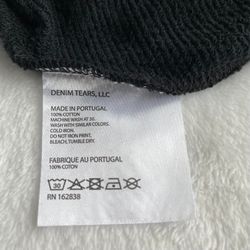 DENIM TEARS, LLC
MADE IN PORTUGAL
100% COTTON
MACHINE WASH AT 30.
WASH WITH SIMILAR COLORS.
COLD IRON.
DO NOT IRON PRINT,
BLEACH, TUMBLE DRY.
FABRIQUE AU PORTUGAL
100% COTON
30
RN 162838